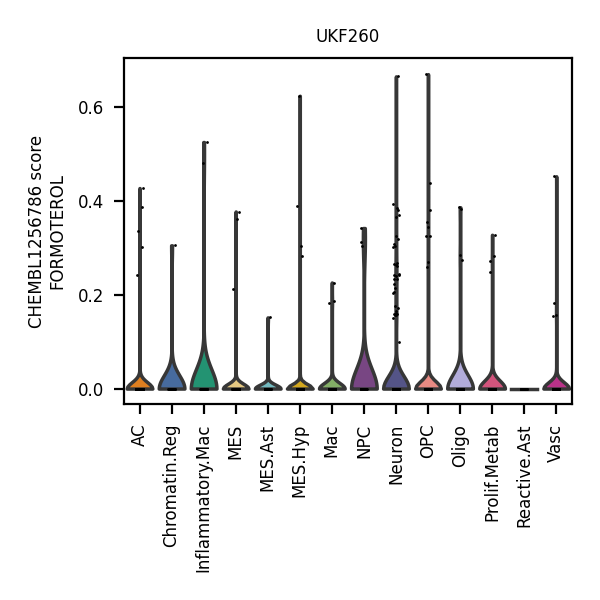 UKF260
CHEMBL1256786 score
FORMOTEROL
0.6
0.4
0.2
0.0
AC
Chromatin.Reg
Inflammatory.Mac
MES
MES.Ast
MES.Hyp
Mac
NPC
Neuron
OPC
Oligo
Prolif.Metab
Reactive.Ast
Vasc